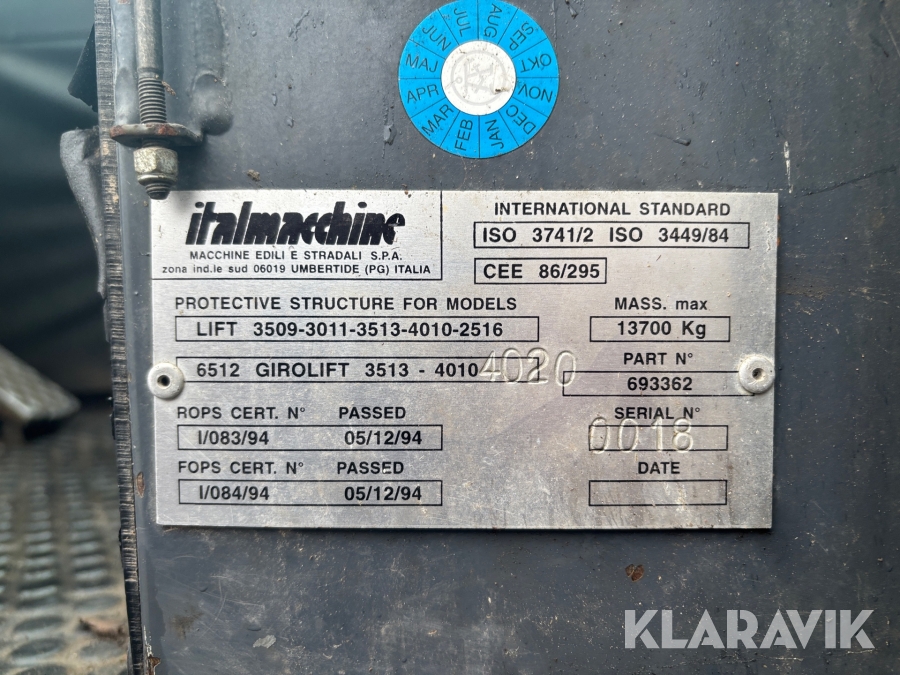 JAN
FEB
MAR
APR
MAJ
JUN
JUL
AUG
SEP
OKT
NOV
DEC
italmacchine
MACCHINE EDILI E STRADALI S.P.A.
zona ind.le sud 06019 UMBERTIDE (PG) ITALIA
INTERNATIONAL STANDARD
ISO 3741/2 ISO 3449/84
CEE 86/295
PROTECTIVE STRUCTURE FOR MODELS
LIFT 3509-3011-3513-4010-2516
6512 GIROLIFT 3513 - 4010 4020
MASS. max
13700 Kg
PART N°
693362
ROPS CERT. N° PASSED
I/083/94 05/12/94
FOPS CERT. N° PASSED
I/084/94 05/12/94
SERIAL N°
0018
DATE
KLARAVIK